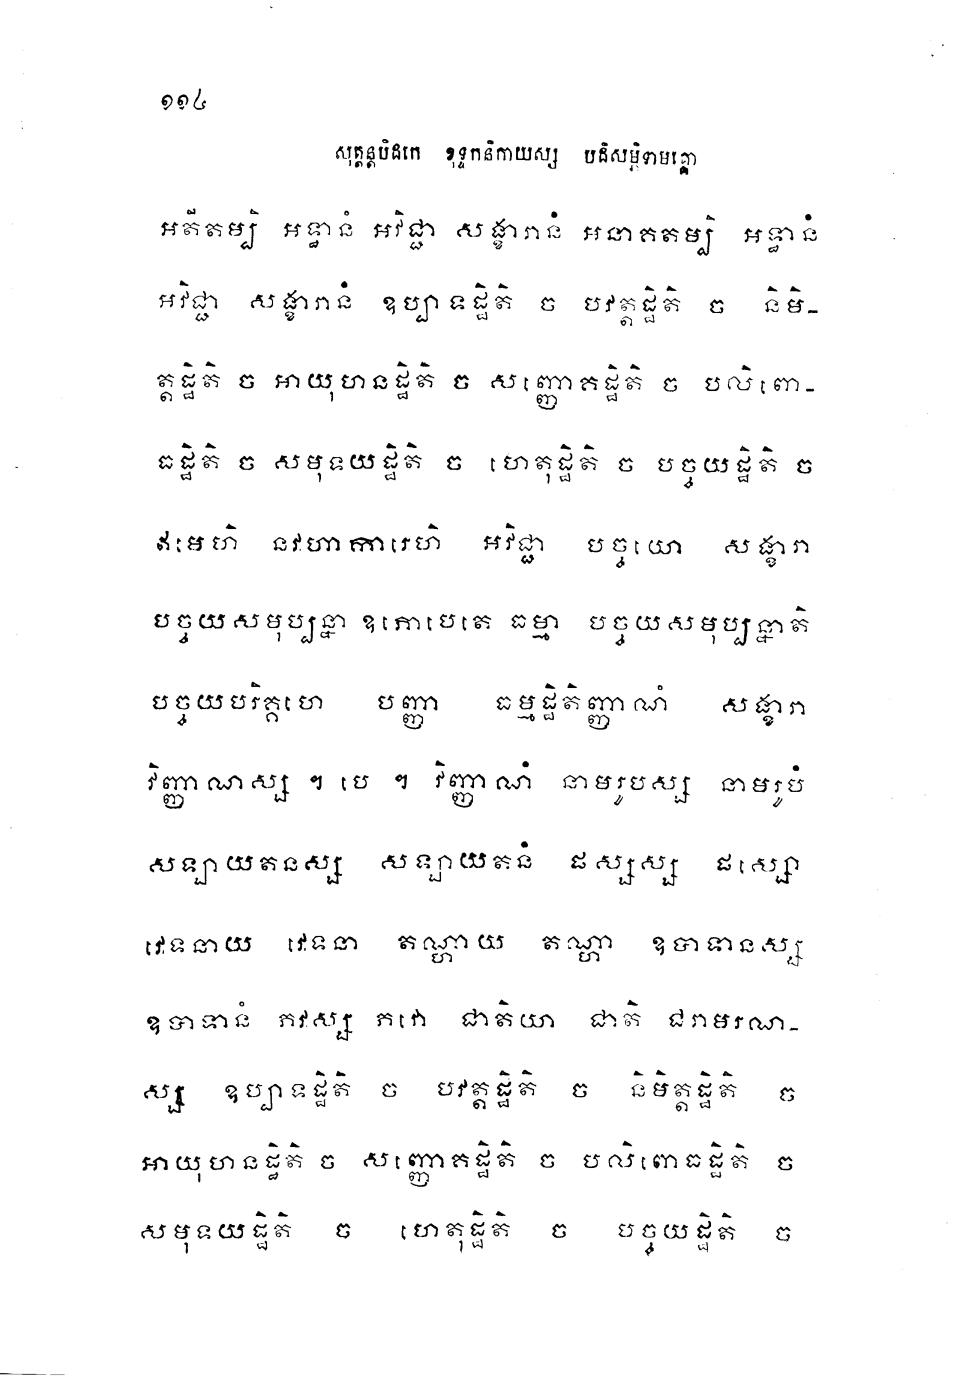 ១១៤
សុត្តន្តបិដកេ ខុទ្ទកនិកាយស្ស បដិសម្ភិទាមគ្គោ
អតីតម្បិ អទ្ធានំ អវិជ្ជា សង្ខារានំ អនាគតម្បិ អទ្ធានំ
អវិជ្ជា សង្ខារានំ ឧប្បាទដ្ឋិតិ ច បវត្តដ្ឋិតិ ច និមិ-
ត្តដ្ឋិតិ ច អាយុហនដ្ឋិតិ ច សញ្ញោគដ្ឋិតិ ច បលិពោ-
ធដ្ឋិតិ ច សមុទយដ្ឋិតិ ច ហេតុដ្ឋិតិ ច បច្ចយដ្ឋិតិ ច
ឥមេហិ នវហាការេហិ អវិជ្ជា បច្ចយោ សង្ខារា
បច្ចយសមុប្បន្នា ឧភោបេតេ ធម្មា បច្ចយសមុប្បន្នាតិ
បច្ចយបរិគ្គហេ បញ្ញា ធម្មដ្ឋិតិញ្ញាណំ សង្ខារា
វិញ្ញាណស្ស ។ បេ ។ វិញ្ញាណំ នាមរូបស្ស នាមរូបំ
សឡាយតនស្ស សឡាយតនំ ផស្សស្ស ផស្សោ
វេទនាយ វេទនា តណ្ហាយ តណ្ហា ឧបាទានស្ស
ឧបាទានំ ភវស្ស ភវោ ជាតិយា ជាតិ ជរាមរណា-
ស្ស ឧប្បាទដ្ឋិតិ ច បវត្តដ្ឋិតិ ច និមិត្តដ្ឋិតិ ច
អាយុហនដ្ឋិតិ ច សញ្ញោគដ្ឋិតិ ច បលិពោធដ្ឋិតិ ច
សមុទយដ្ឋិតិ ច ហេតុដ្ឋិតិ ច បច្ចយដ្ឋិតិ ច